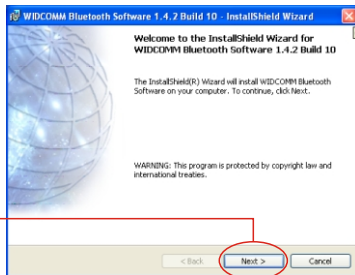 WIDCOMM Bluetooth Software 1.4.2 Build 10 - InstallShield Wizard
Welcome to the InstallShield Wizard for
WIDCOMM Bluetooth Software 1.4.2 Build 10
The InstallShield(R) Wizard will install WIDCOMM Bluetooth
Software on your computer. To continue, click Next.
WARNING: This program is protected by copyright law and
international treaties.
< Back
Next >
Cancel